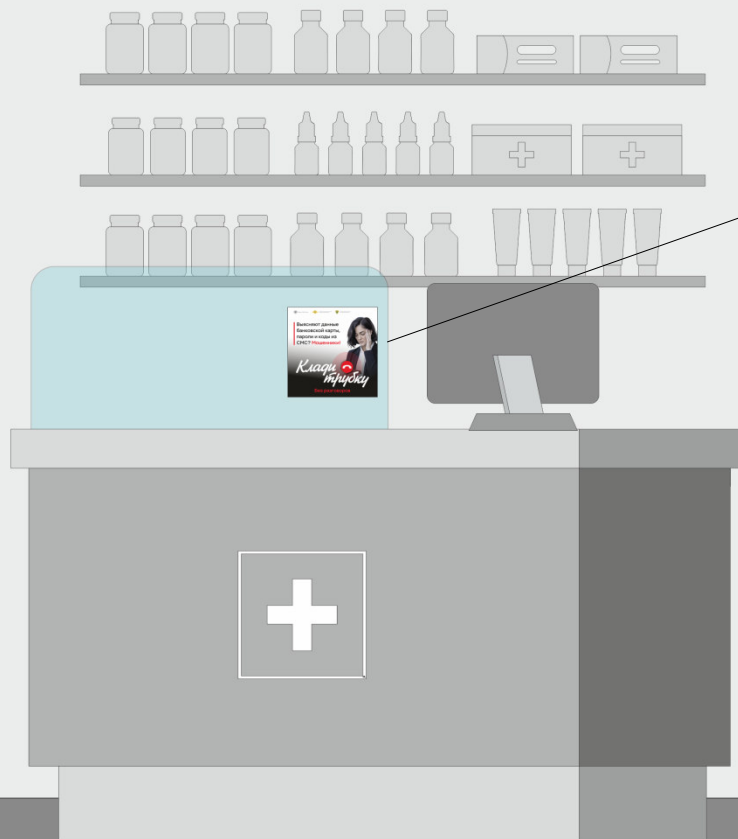 Выясняют данные
банковской карты,
пароли и коды из
СМС? Мошенники!
Клади
трубку